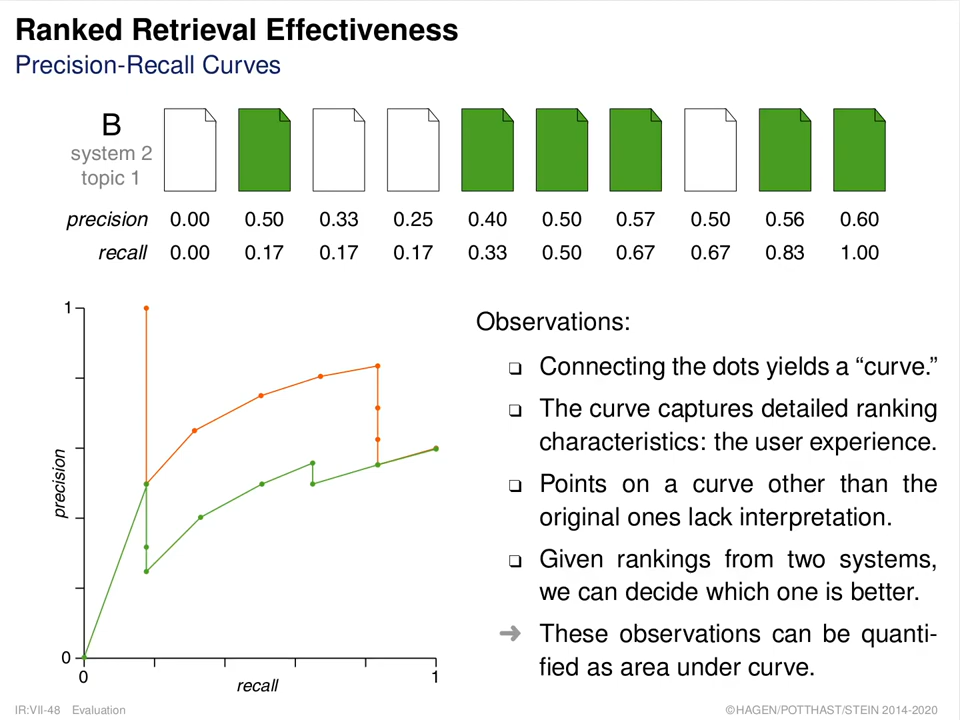 Ranked Retrieval Effectiveness
Precision-Recall Curves
B
system 2
topic 1
precision 0.00 0.50 0.33 0.25 0.40 0.50 0.57 0.50 0.56 0.60
recall 0.00 0.17 0.17 0.17 0.33 0.50 0.67 0.67 0.83 1.00
1
precision
0
0
recall
1
Observations:
❑ Connecting the dots yields a “curve.”
❑ The curve captures detailed ranking
characteristics: the user experience.
❑ Points on a curve other than the
original ones lack interpretation.
❑ Given rankings from two systems,
we can decide which one is better.
➜ These observations can be quanti-
fied as area under curve.
IR:VII-48 Evaluation
©HAGEN/POTTHAST/STEIN 2014-2020